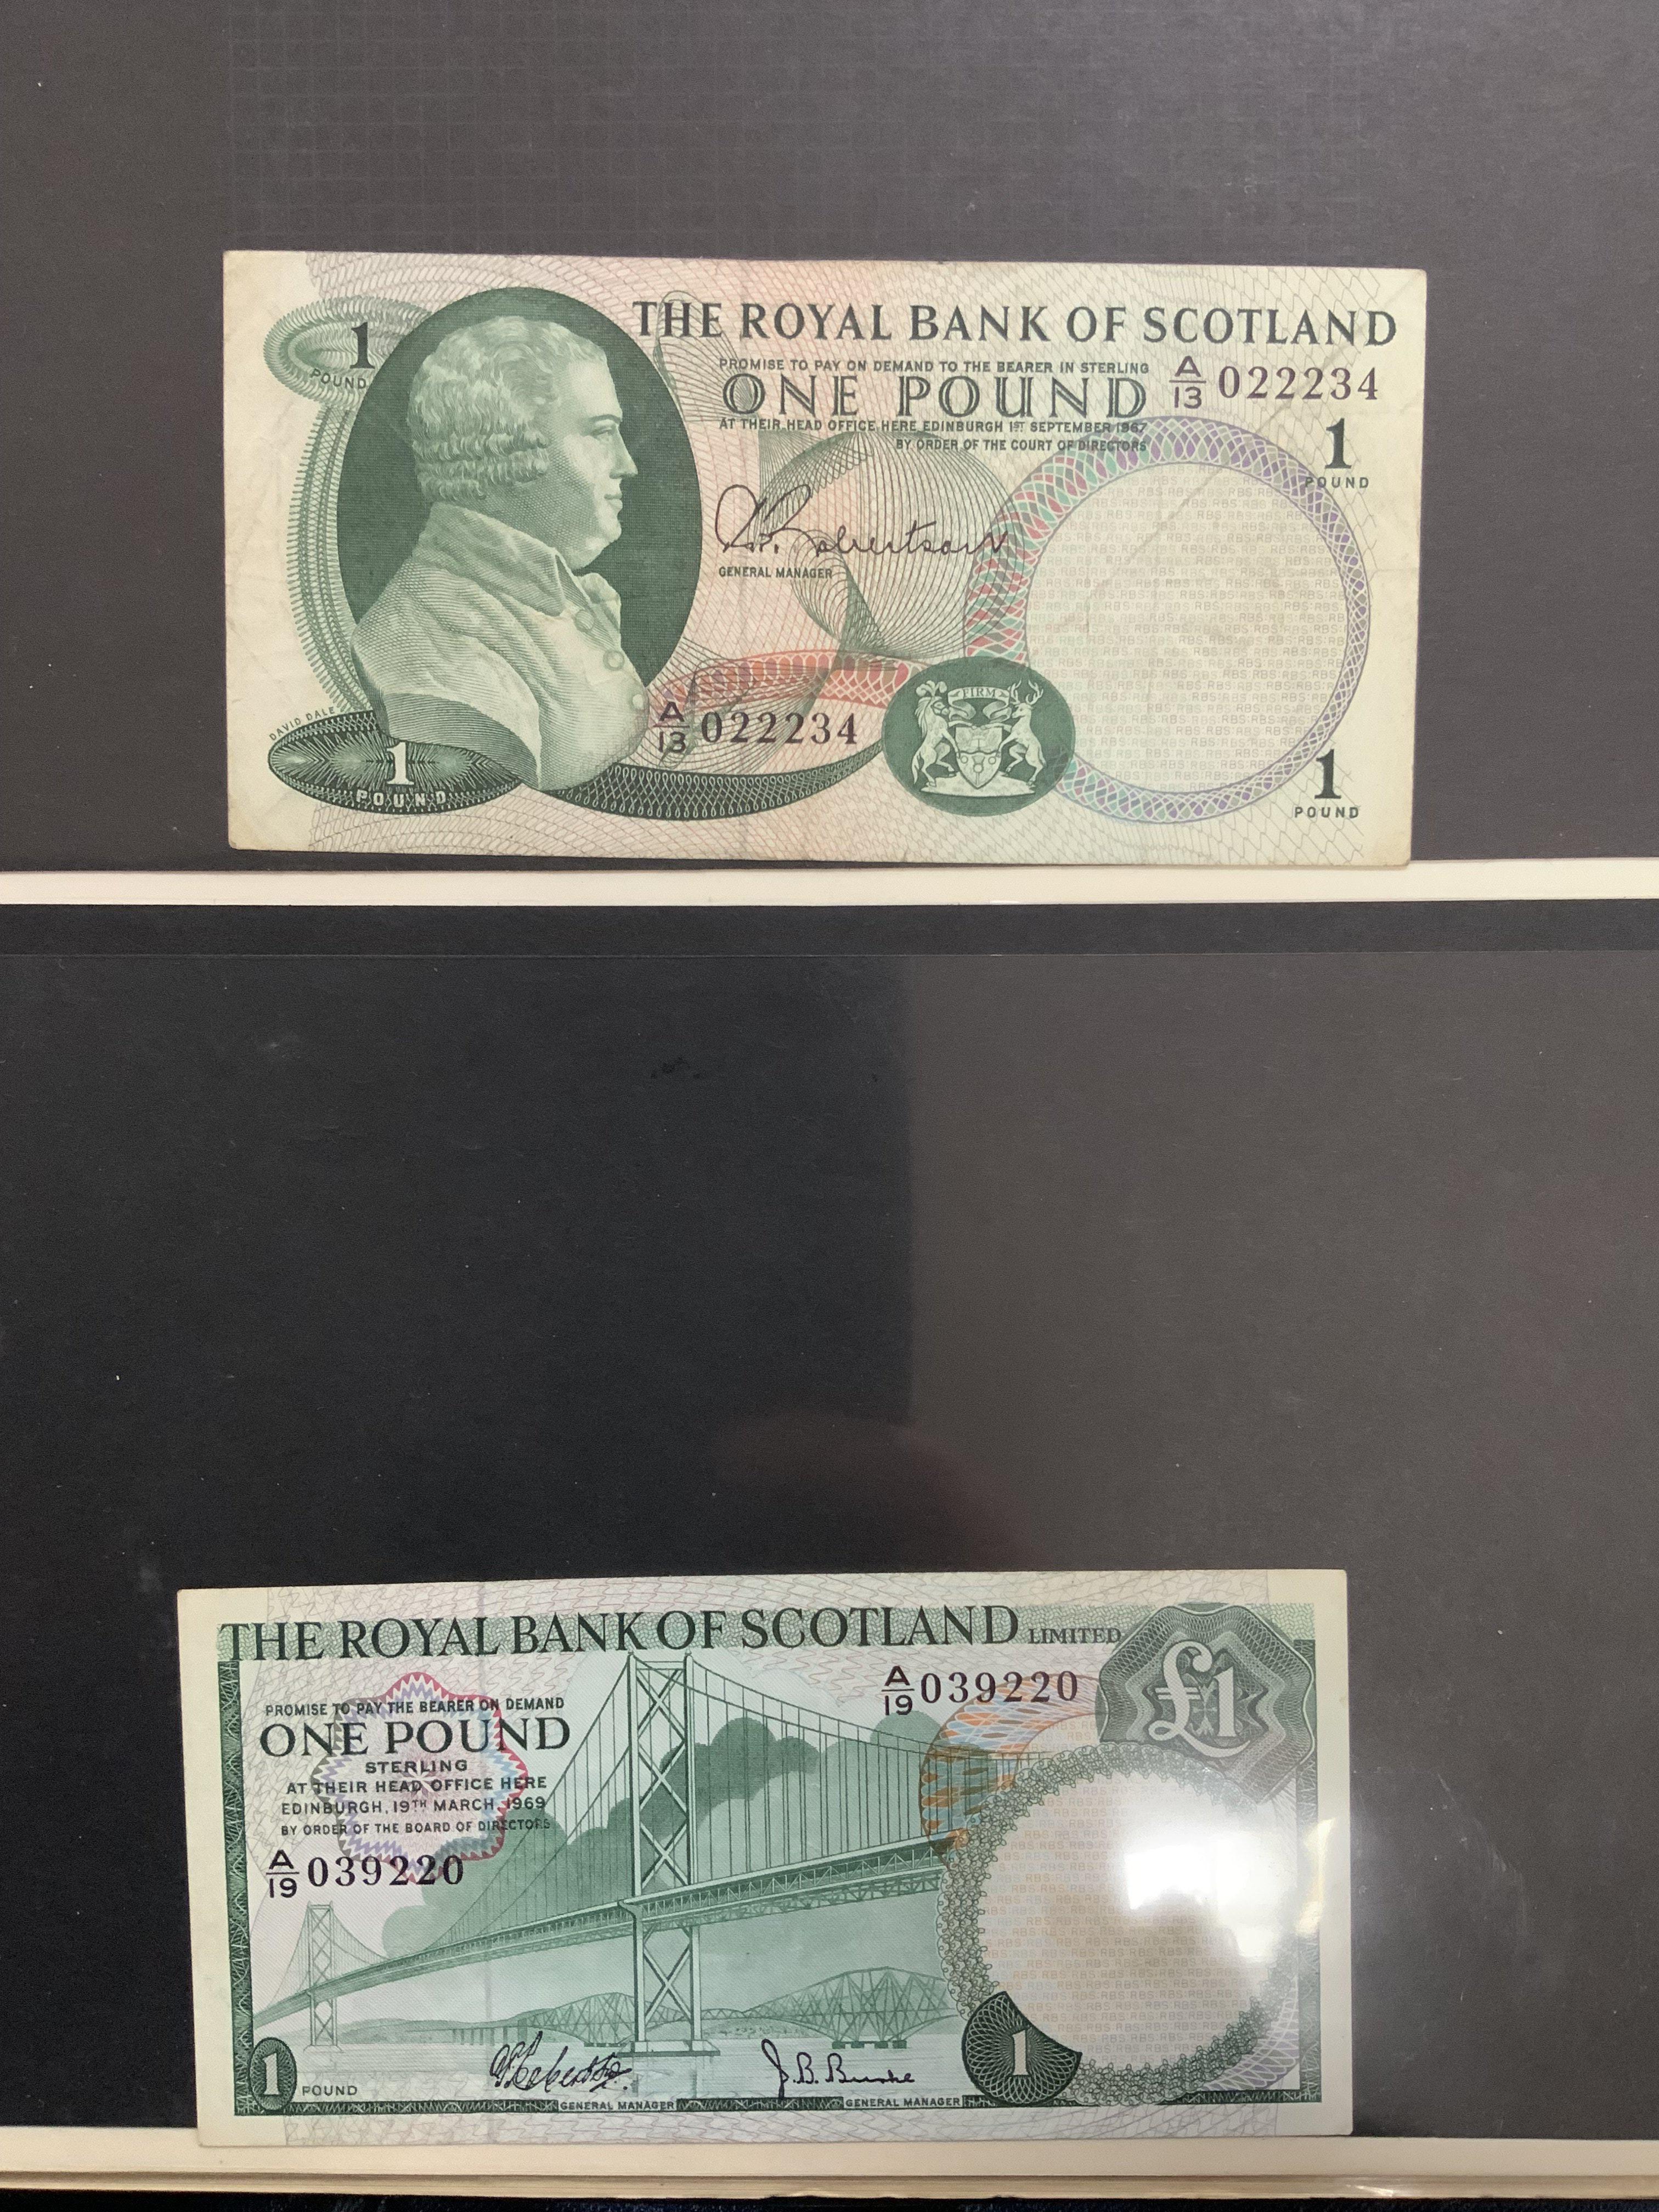 THE ROYAL BANK OF SCOTLAND
1
POUND
PROMISE TO PAY ON DEMAND TO THE BEARER IN STERLING
ONE POUND
A/13 022234
AT THEIR HEAD OFFICE HERE EDINBURGH 1ST SEPTEMBER 1967
BY ORDER OF THE COURT OF DIRECTORS
1
POUND
GENERAL MANAGER
FIRM
DAVID DALE
A/13 022234
1
POUND
1
POUND
THE ROYAL BANK OF SCOTLAND LIMITED
£1
A/19 039220
PROMISE TO PAY THE BEARER ON DEMAND
ONE POUND
STERLING
AT THEIR HEAD OFFICE HERE
EDINBURGH, 19TH MARCH, 1969
BY ORDER OF THE BOARD OF DIRECTORS
A/19 039220
1
POUND
J. B. Burke
1
GENERAL MANAGER
GENERAL MANAGER